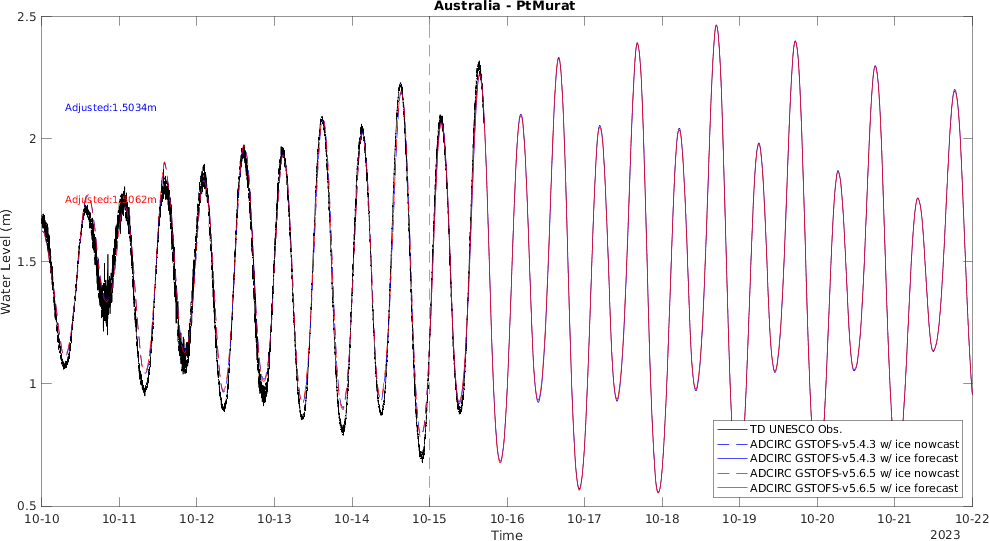 Australia - PtMurat
Water Level (m)
2.5
2
1.5
1
0.5
Adjusted:1.5034m
Adjusted:1.5062m
TD UNESCO Obs.
ADCIRC GSTOFS-v5.4.3 w/ ice nowcast
ADCIRC GSTOFS-v5.4.3 w/ ice forecast
ADCIRC GSTOFS-v5.6.5 w/ ice nowcast
ADCIRC GSTOFS-v5.6.5 w/ ice forecast
10-10 10-11 10-12 10-13 10-14 10-15 10-16 10-17 10-18 10-19 10-20 10-21 10-22
Time
2023